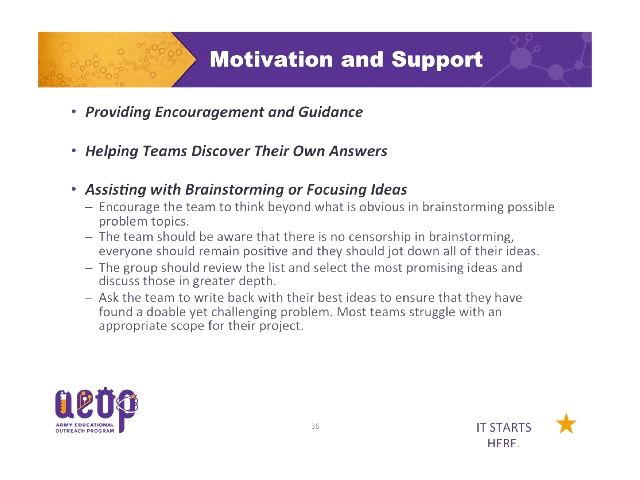 Motivation and Support
• Providing Encouragement and Guidance
• Helping Teams Discover Their Own Answers
• Assisting with Brainstorming or Focusing Ideas
– Encourage the team to think beyond what is obvious in brainstorming possible
problem topics.
– The team should be aware that there is no censorship in brainstorming,
everyone should remain positive and they should jot down all of their ideas.
– The group should review the list and select the most promising ideas and
discuss those in greater depth.
– Ask the team to write back with their best ideas to ensure that they have
found a doable yet challenging problem. Most teams struggle with an
appropriate scope for their project.
aeop
ARMY EDUCATIONAL
OUTREACH PROGRAM
36
IT STARTS
HERE.